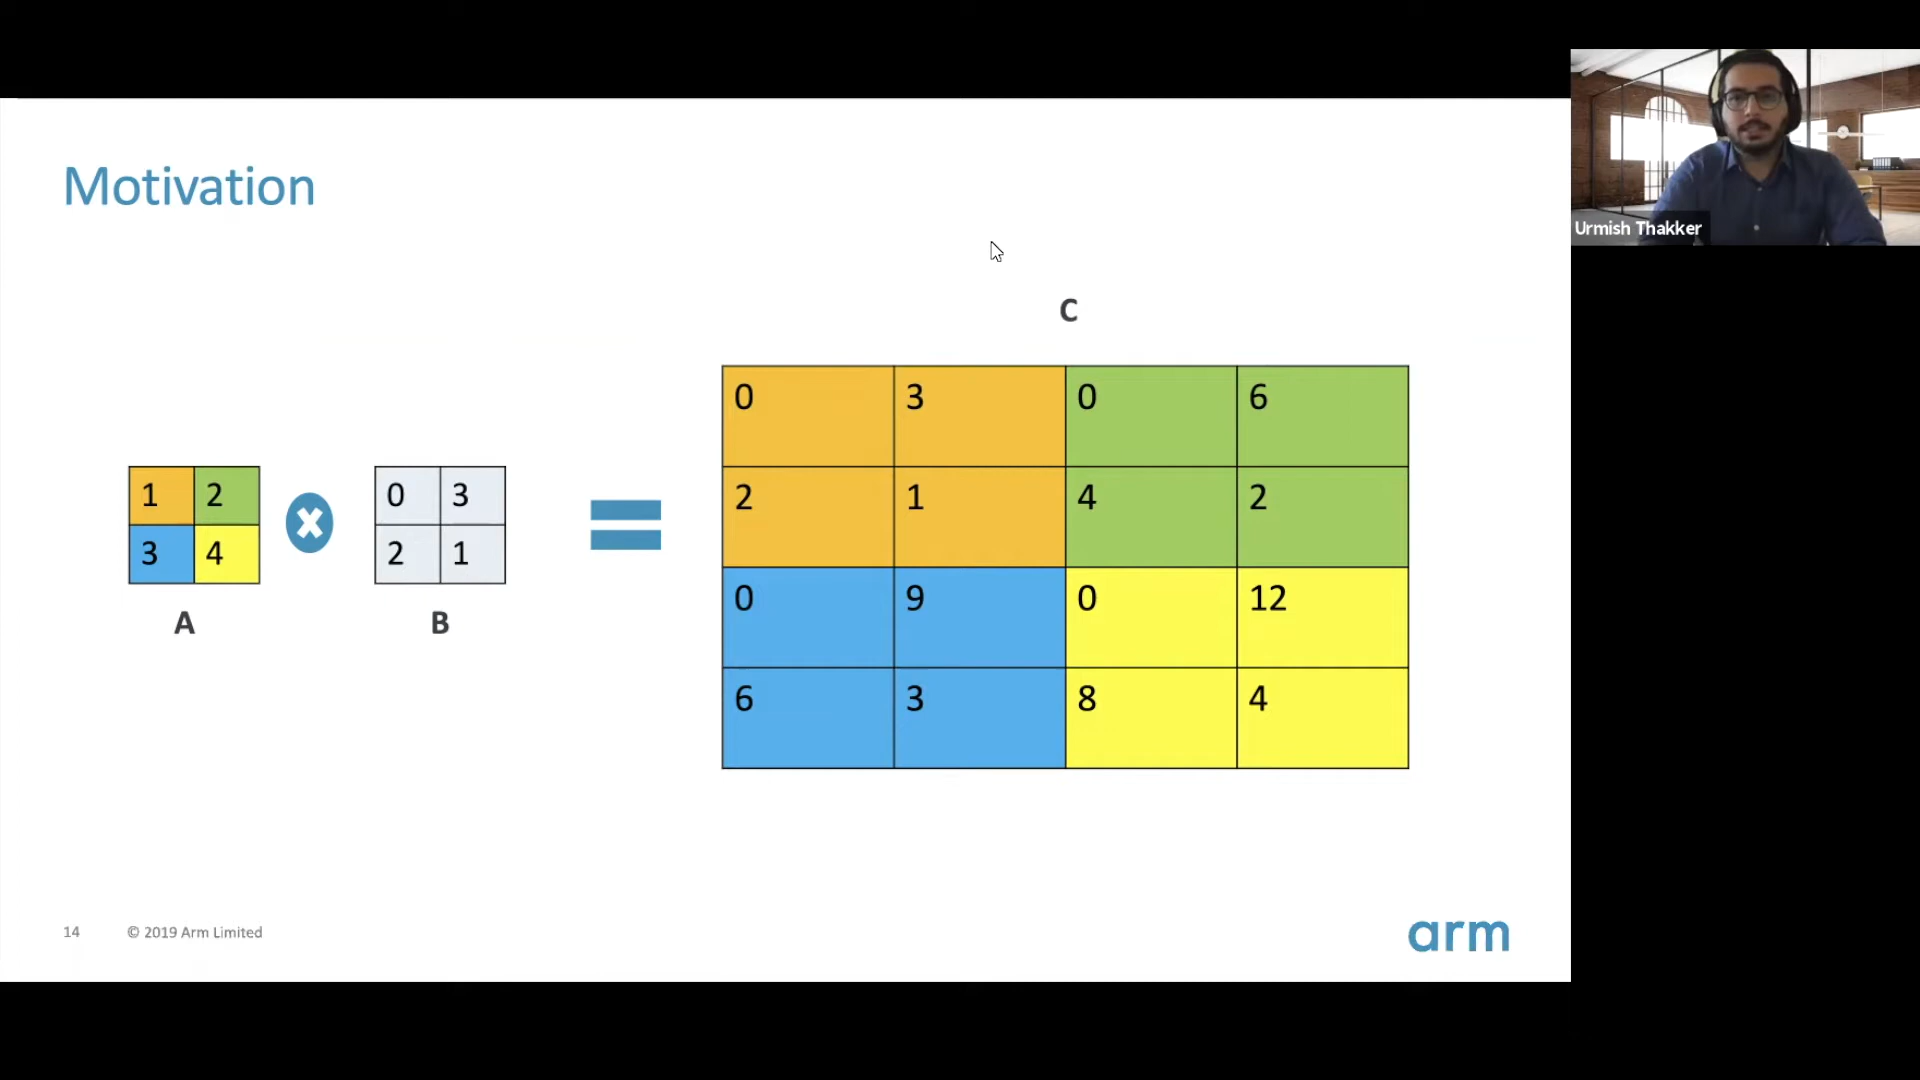 Motivation
Urmish Thakker
C
0 3 0 6
2 1 4 2
0 9 0 12
6 3 8 4
1 2
3 4
A
0 3
2 1
B
14
© 2019 Arm Limited
arm